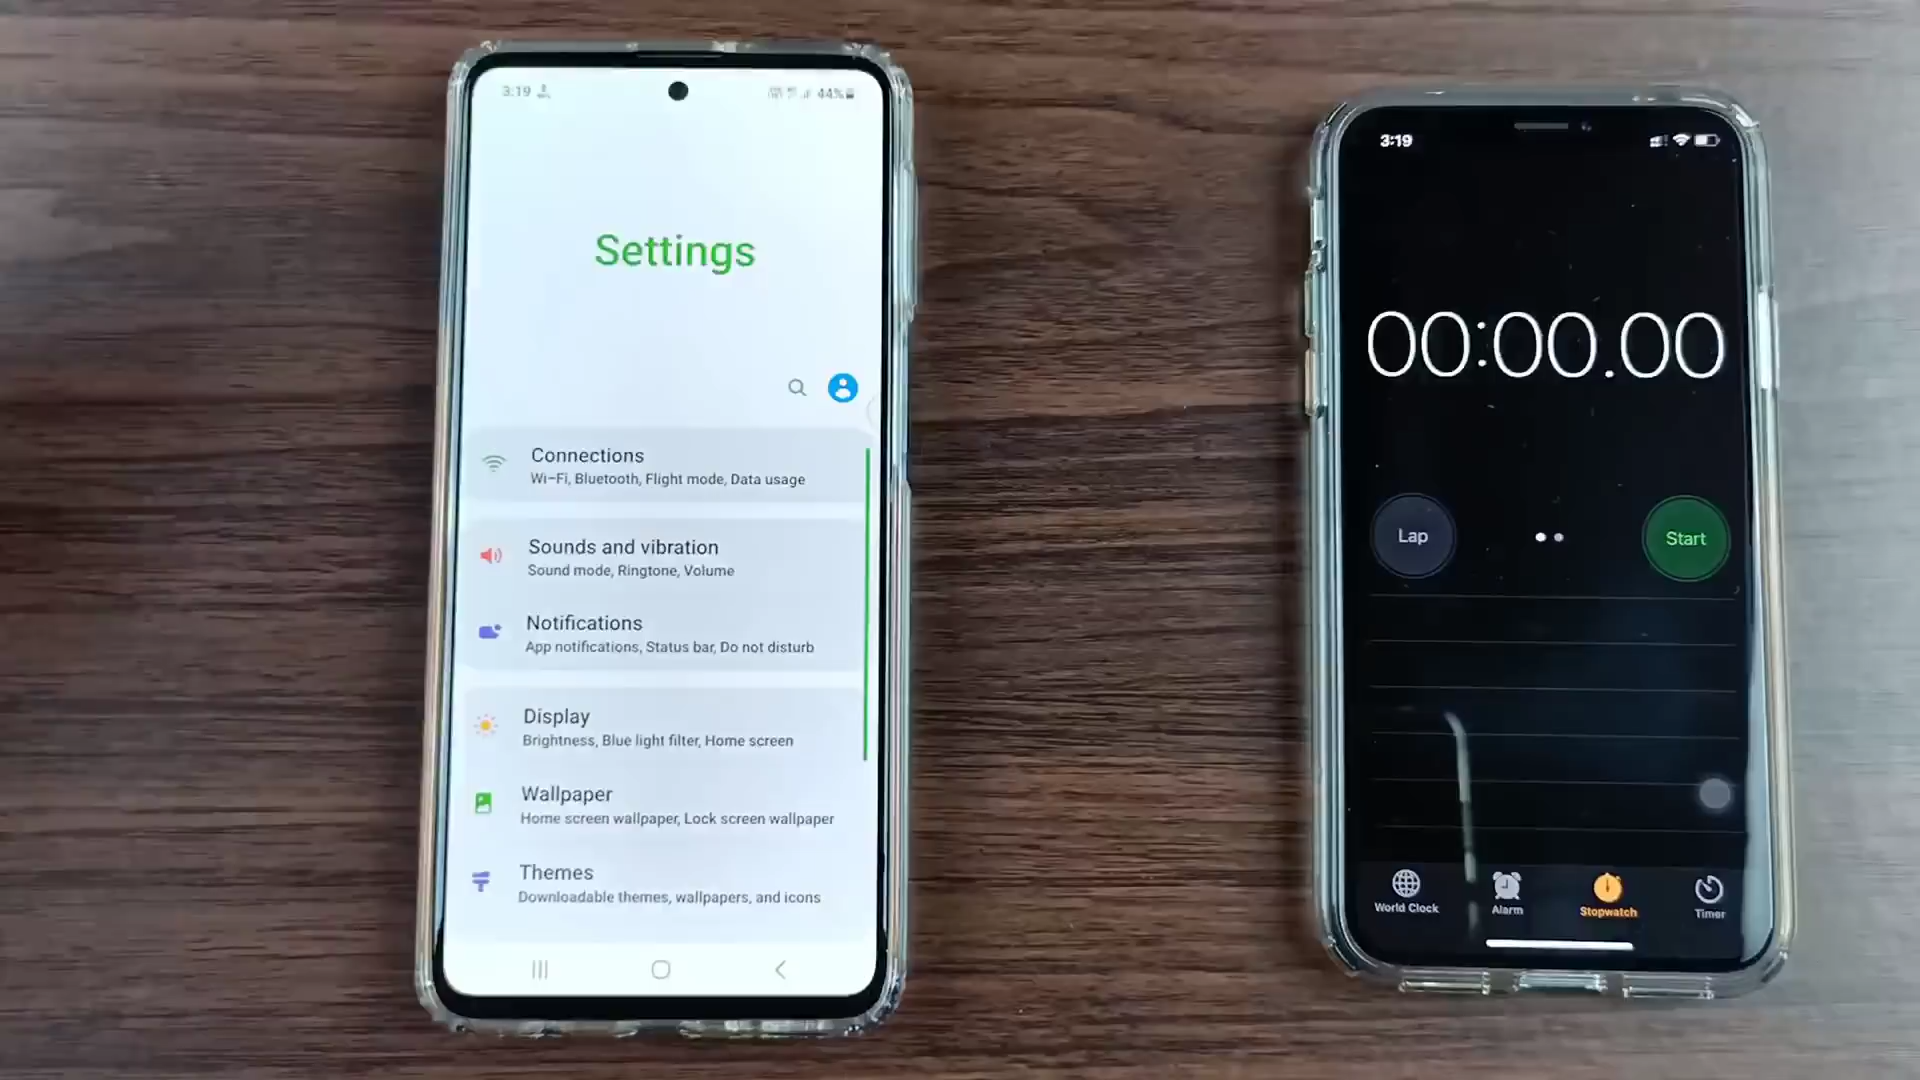 3:19
44%
Settings
Connections
Wi-Fi, Bluetooth, Flight mode, Data usage
Sounds and vibration
Sound mode, Ringtone, Volume
Notifications
App notifications, Status bar, Do not disturb
Display
Brightness, Blue light filter, Home screen
Wallpaper
Home screen wallpaper, Lock screen wallpaper
Themes
Downloadable themes, wallpapers, and icons
3:19
00:00.00
Lap
Start
World Clock
Alarm
Stopwatch
Timer